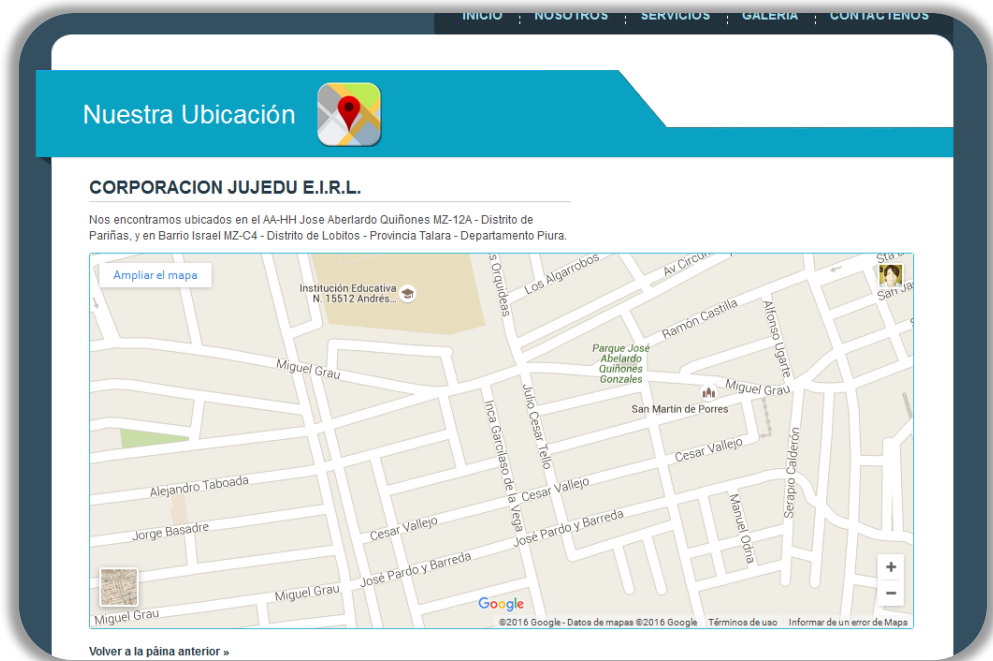 INICIO NOSOTROS SERVICIOS GALERIA CONTACTENOS
Nuestra Ubicación
CORPORACION JUJEDU E.I.R.L.
Nos encontramos ubicados en el AA-HH Jose Aberlardo Quiñones MZ-12A - Distrito de
Pariñas, y en Barrio Israel MZ-C4 - Distrito de Lobitos - Provincia Talara - Departamento Piura.
Ampliar el mapa
Institución Educativa
N. 15512 Andrés...
s Orquideas
Los Algarrobos
Av Circun
Sta
San Ja
Ramón Castilla
Alfonso Ugarte
Parque José
Abelardo
Quiñones
Gonzales
Miguel Grau
Miguel Grau
San Martin de Porres
Inca Garcilaso de la Vega
Julio Cesar Tello
Cesar Vallejo
Serapio Calderón
Alejandro Taboada
Cesar Vallejo
Manuel Odria
Jorge Basadre
Cesar Vallejo
José Pardo y Barreda
José Pardo y Barreda
Miguel Grau
Miguel Grau
+
−
Google
©2016 Google - Datos de mapas ©2016 Google Términos de uso Informar de un error de Maps
Volver a la páina anterior »